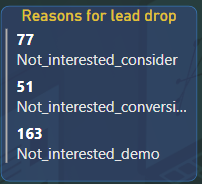 Reasons for lead drop
77
Not_interested_consider
51
Not_interested_conversi...
163
Not_interested_demo